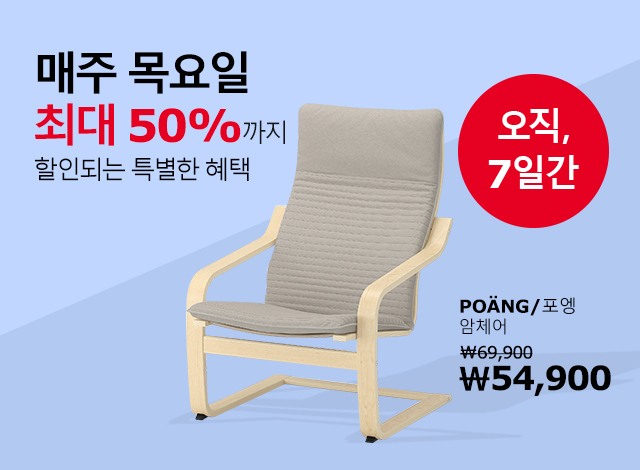 매주 목요일
최대 50%까지
할인되는 특별한 혜택
오직,
7일간
POÄNG/포엥
암체어
₩69,900
₩54,900